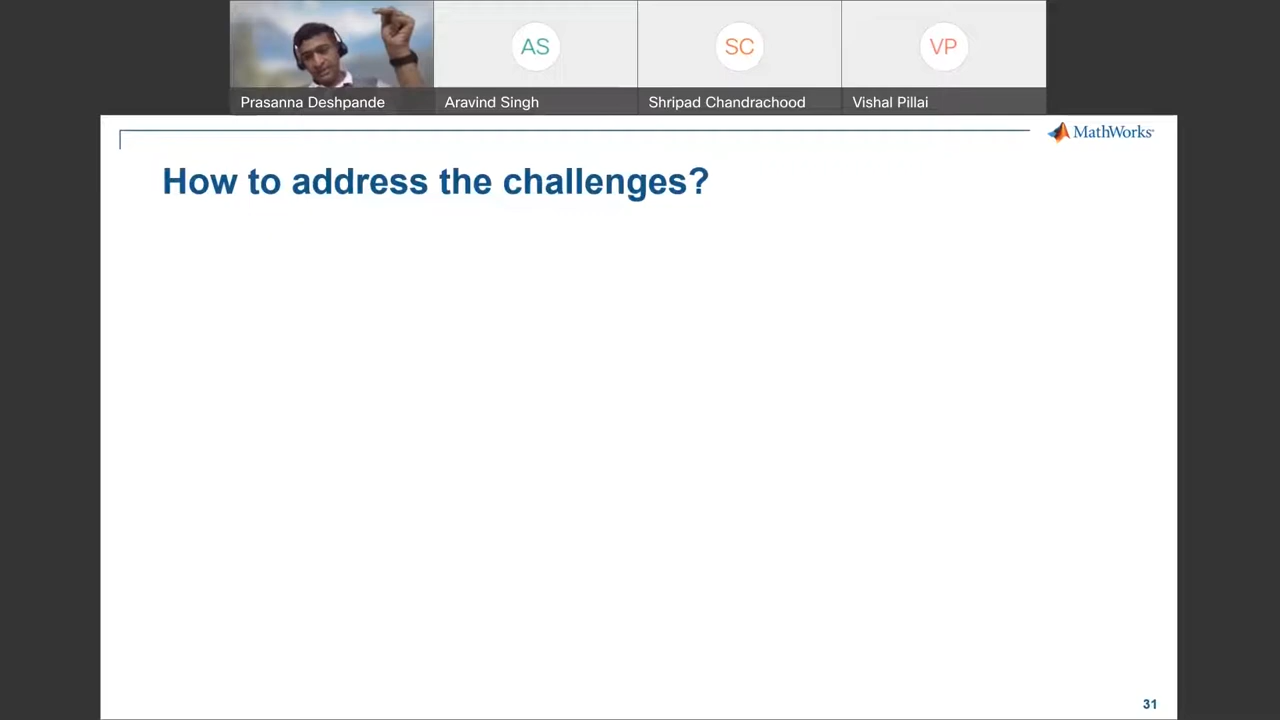 AS
SC
VP
Prasanna Deshpande
Aravind Singh
Shripad Chandrachood
Vishal Pillai
MathWorks
How to address the challenges?
31